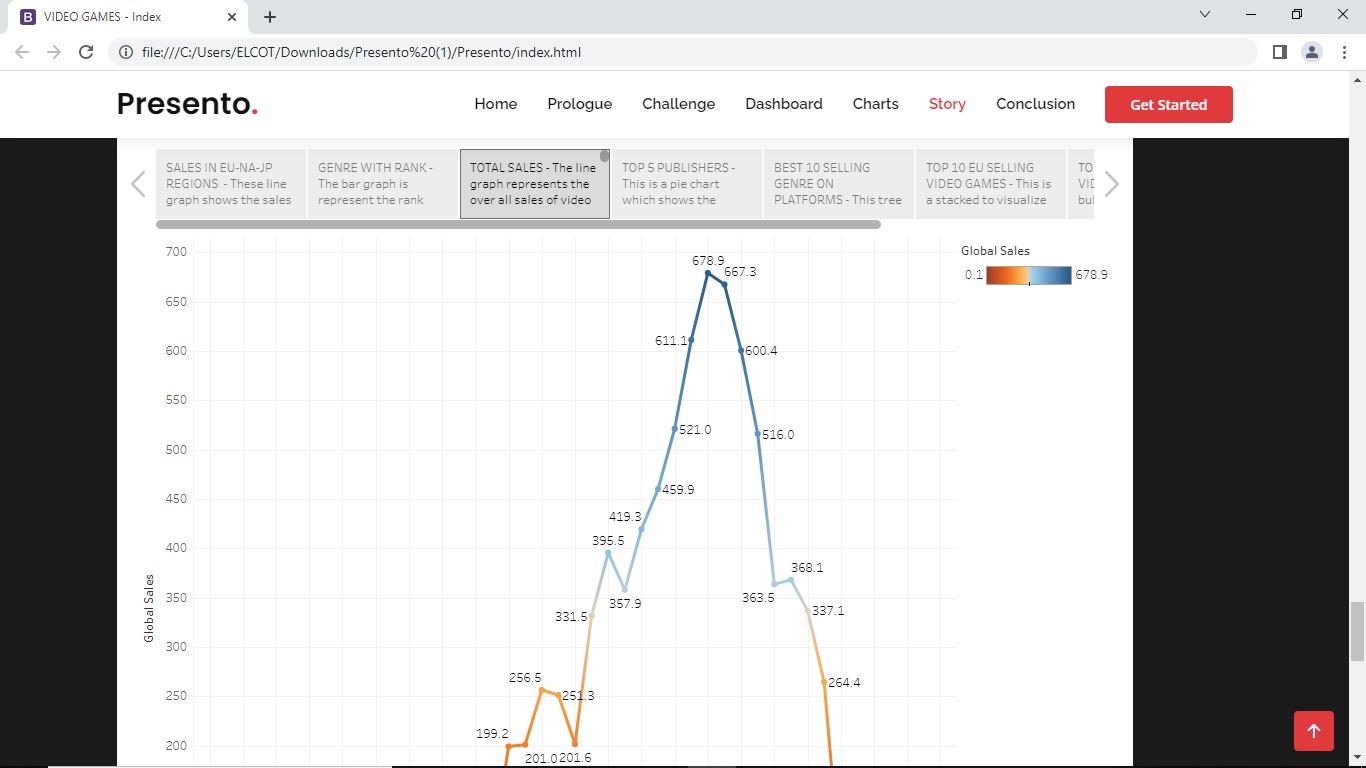 VIDEO GAMES - Index
file:///C:/Users/ELCOT/Downloads/Presento%20(1)/Presento/index.html
Presento.
Home
Prologue
Challenge
Dashboard
Charts
Story
Conclusion
Get Started
SALES IN EU-NA-JP
REGIONS - These line
graph shows the sales
GENRE WITH RANK -
The bar graph is
represent the rank
TOTAL SALES - The line
graph represents the
over all sales of video
TOP 5 PUBLISHERS -
This is a pie chart
which shows the
BEST 10 SELLING
GENRE ON
PLATFORMS - This tree
TOP 10 EU SELLING
VIDEO GAMES - This is
a stacked to visualize
Global Sales
0.1
678.9
Global Sales
700
650
600
550
500
450
400
350
300
250
200
199.2
201.0
256.5
251.3
201.6
331.5
395.5
357.9
419.3
459.9
521.0
611.1
678.9
667.3
600.4
516.0
363.5
368.1
337.1
264.4